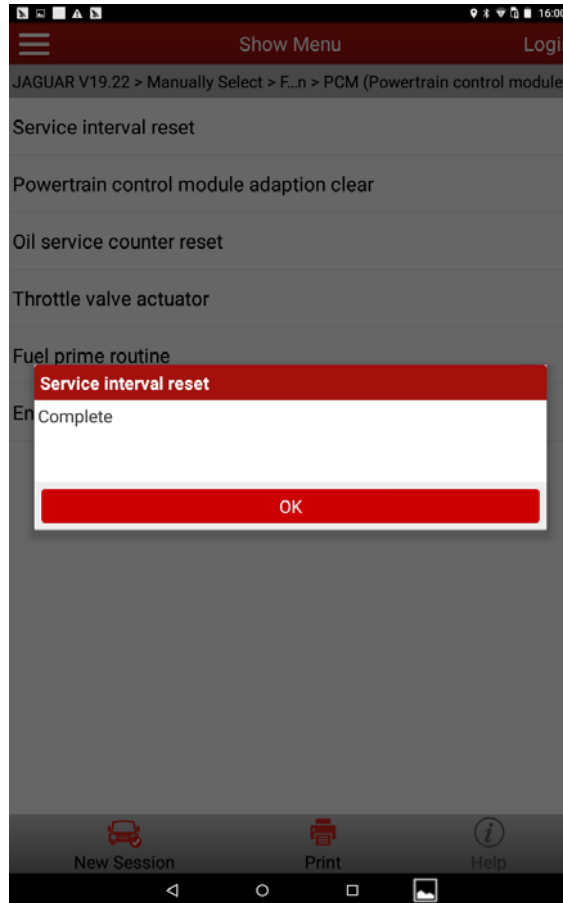 16:00
Show Menu
Logi
JAGUAR V19.22 > Manually Select > F...n > PCM (Powertrain control module
Service interval reset
Powertrain control module adaption clear
Oil service counter reset
Throttle valve actuator
Fuel prime routine
Service interval reset
En
Complete
OK
New Session
Print
Help